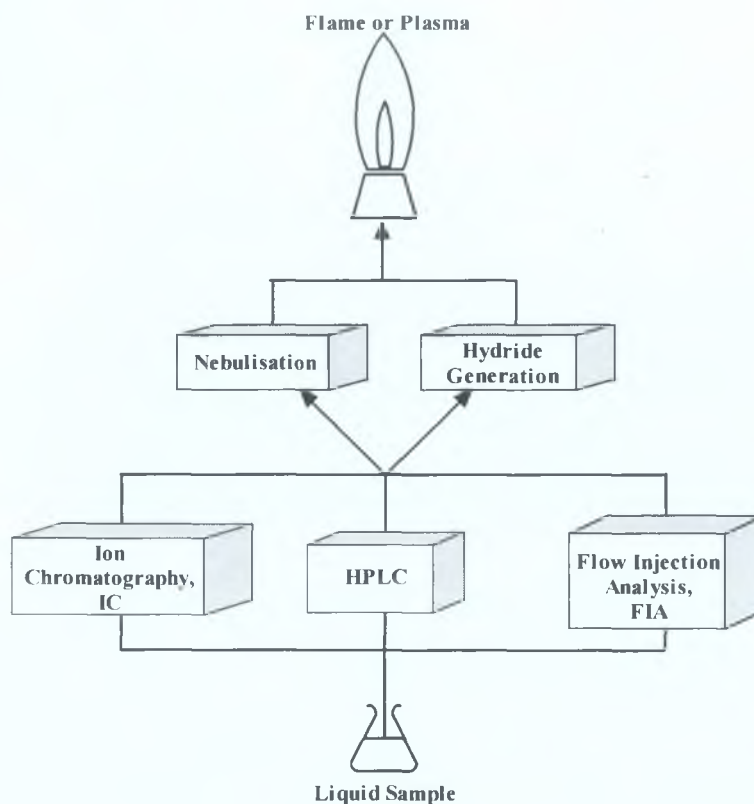 Flame or Plasma
Nebulisation
Hydride
Generation
Ion
Chromatography,
IC
HPLC
Flow Injection
Analysis,
FIA
Liquid Sample